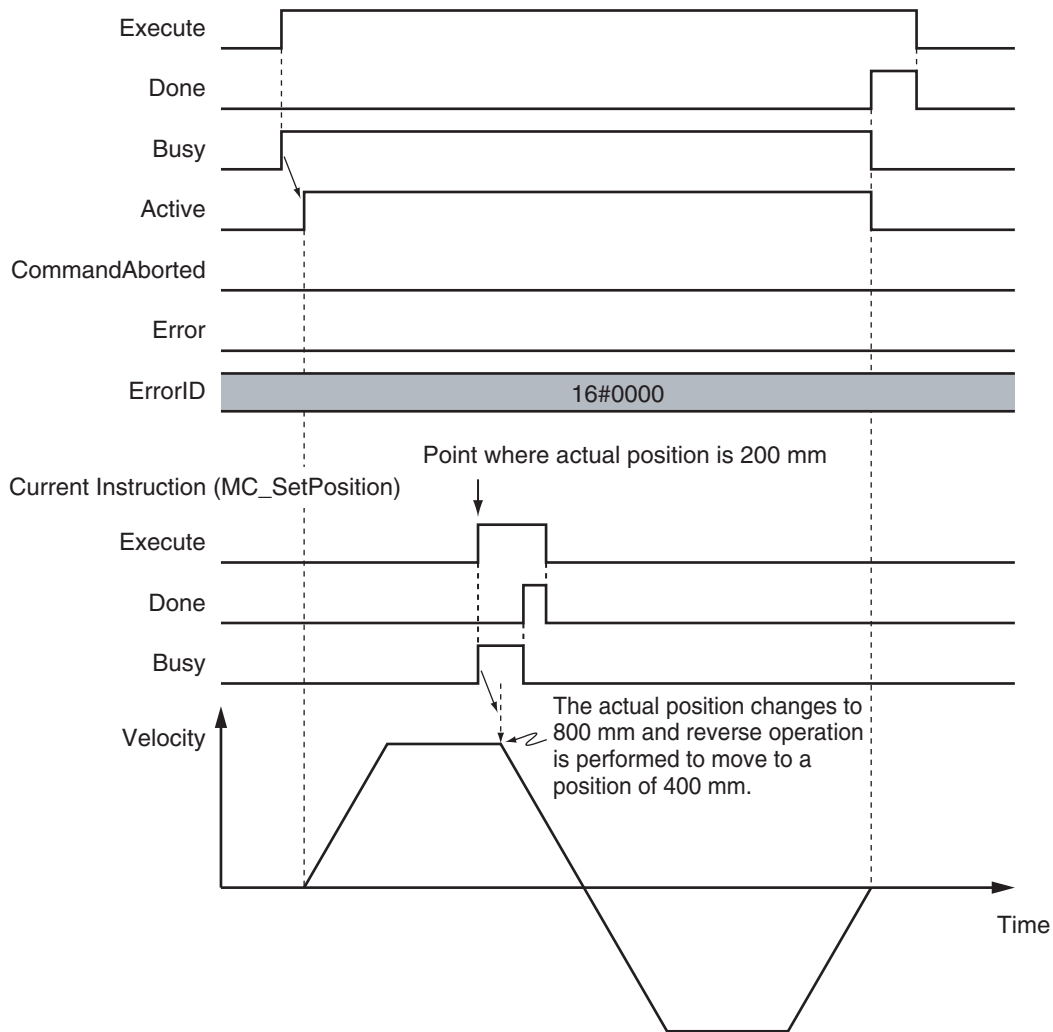 Execute
Done
Busy
Active
CommandAborted
Error
ErrorID
16#0000
Point where actual position is 200 mm
Current Instruction (MC_SetPosition)
Execute
Done
Busy
The actual position changes to
800 mm and reverse operation
is performed to move to a
position of 400 mm.
Velocity
Time